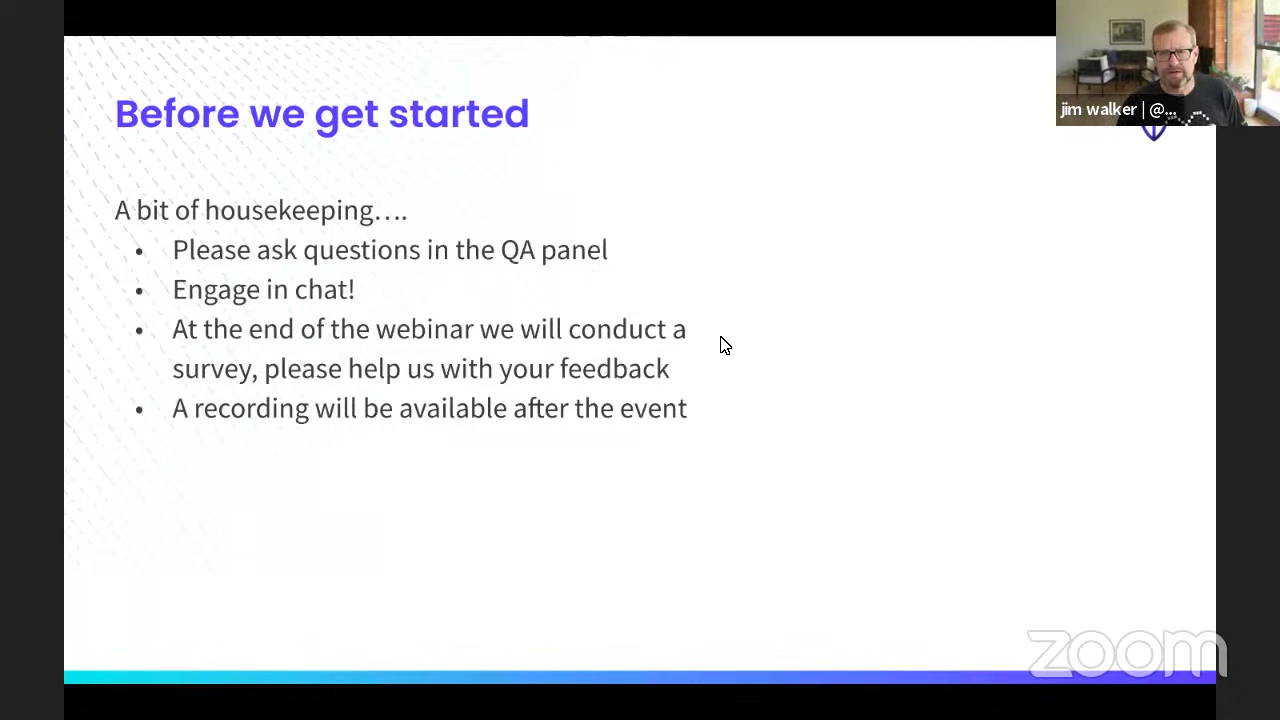 Before we get started
jim walker | @...
A bit of housekeeping….
• Please ask questions in the QA panel
• Engage in chat!
• At the end of the webinar we will conduct a
survey, please help us with your feedback
• A recording will be available after the event
zoom